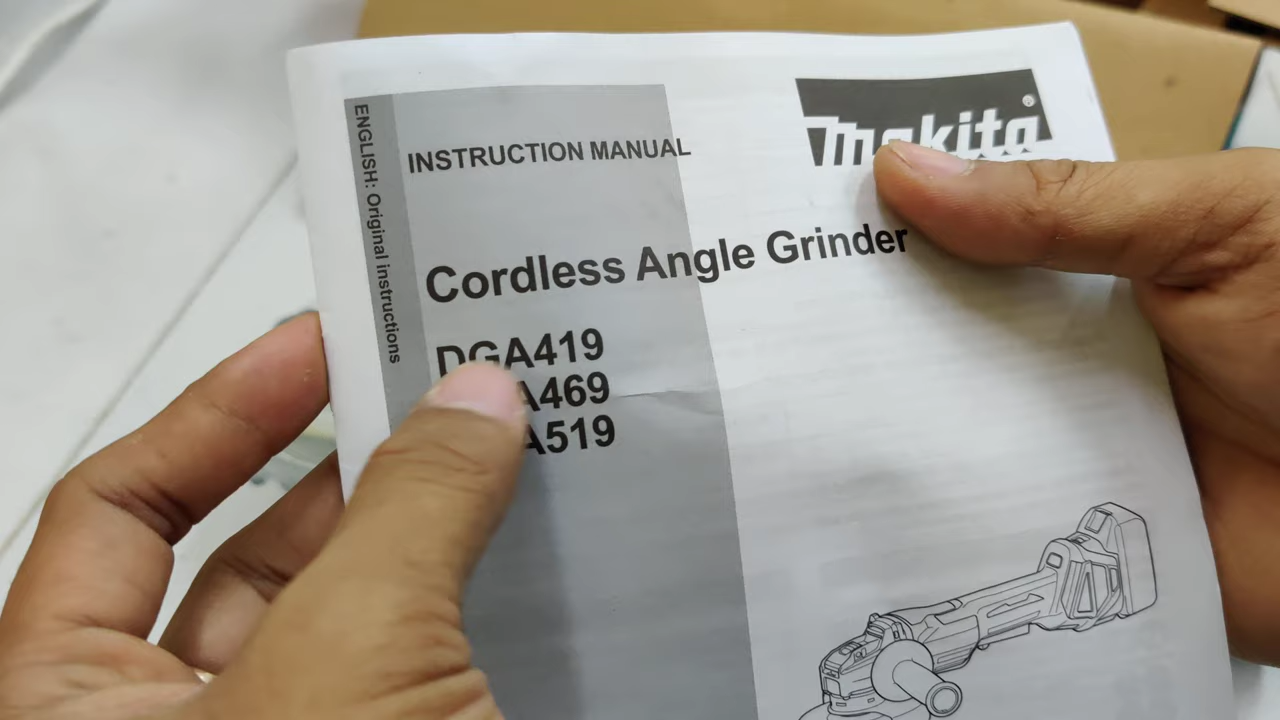 INSTRUCTION MANUAL
Makita®
ENGLISH: Original instructions
Cordless Angle Grinder
DGA419
A469
A519